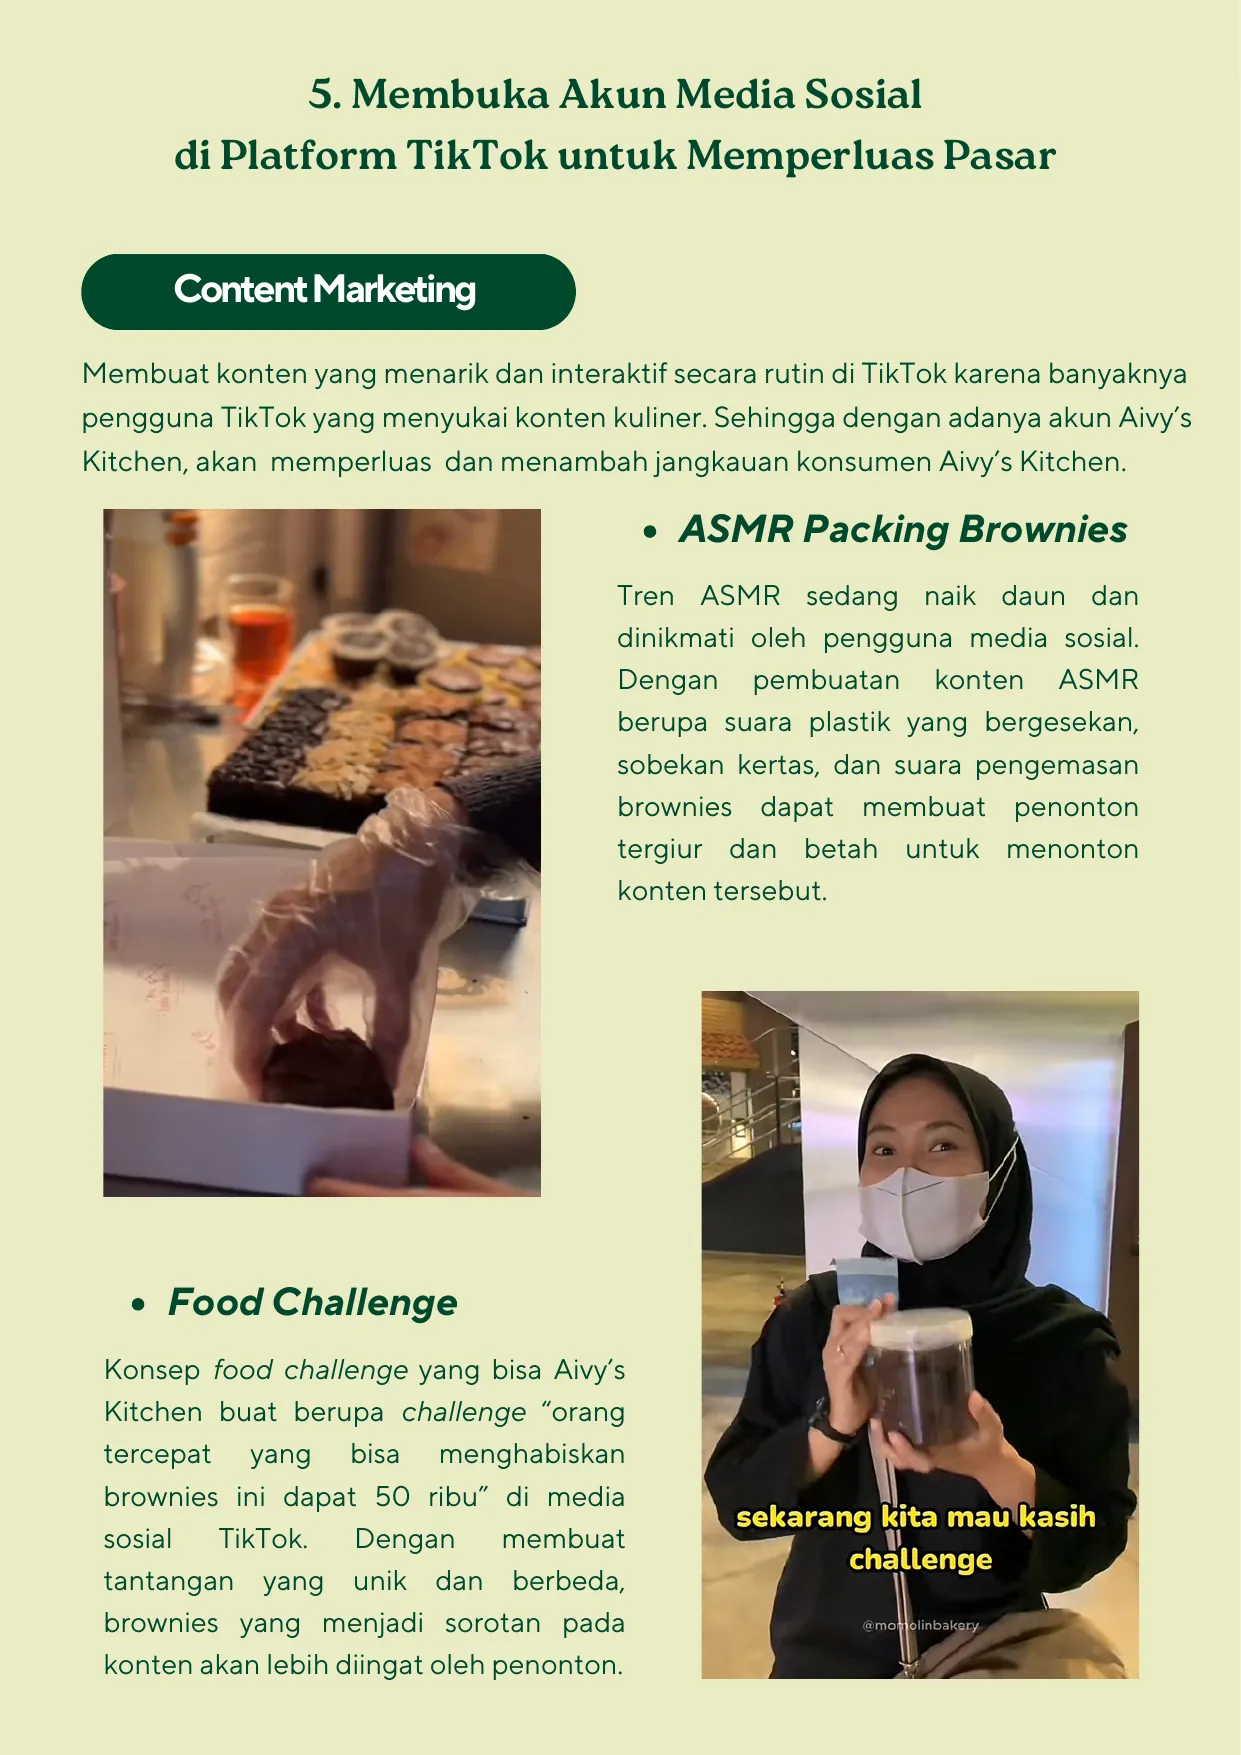 5. Membuka Akun Media Sosial
di Platform TikTok untuk Memperluas Pasar
Content Marketing
Membuat konten yang menarik dan interaktif secara rutin di TikTok karena banyaknya
pengguna TikTok yang menyukai konten kuliner. Sehingga dengan adanya akun Aivy’s
Kitchen, akan memperluas dan menambah jangkauan konsumen Aivy’s Kitchen.
• ASMR Packing Brownies
Tren ASMR sedang naik daun dan
dinikmati oleh pengguna media sosial.
Dengan pembuatan konten ASMR
berupa suara plastik yang bergesekan,
sobekan kertas, dan suara pengemasan
brownies dapat membuat penonton
tergiur dan betah untuk menonton
konten tersebut.
• Food Challenge
Konsep food challenge yang bisa Aivy’s
Kitchen buat berupa challenge “orang
tercepat yang bisa menghabiskan
brownies ini dapat 50 ribu” di media
sosial TikTok. Dengan membuat
tantangan yang unik dan berbeda,
brownies yang menjadi sorotan pada
konten akan lebih diingat oleh penonton.
sekarang kita mau kasih
challenge
@momolinbakery